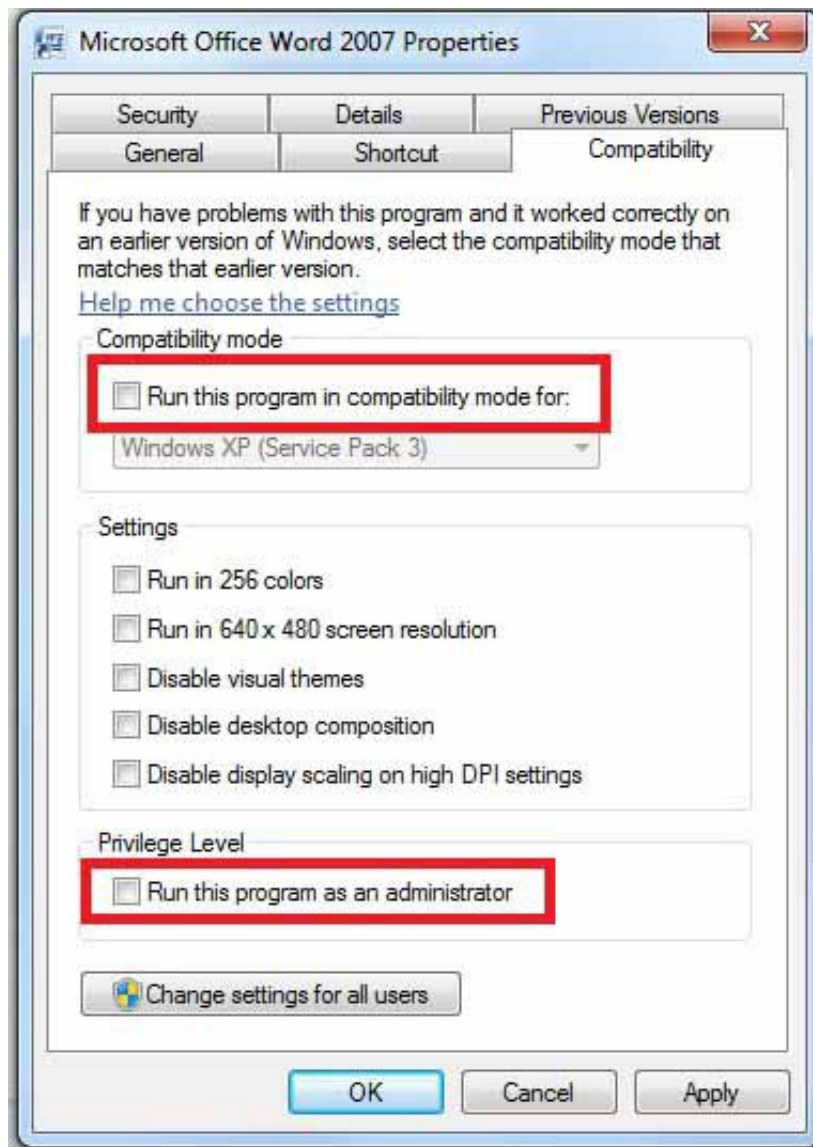 Microsoft Office Word 2007 Properties
Security Details Previous Versions
General Shortcut Compatibility
If you have problems with this program and it worked correctly on
an earlier version of Windows, select the compatibility mode that
matches that earlier version.
Help me choose the settings
Compatibility mode
Run this program in compatibility mode for:
Windows XP (Service Pack 3)
Settings
Run in 256 colors
Run in 640 x 480 screen resolution
Disable visual themes
Disable desktop composition
Disable display scaling on high DPI settings
Privilege Level
Run this program as an administrator
Change settings for all users
OK Cancel Apply